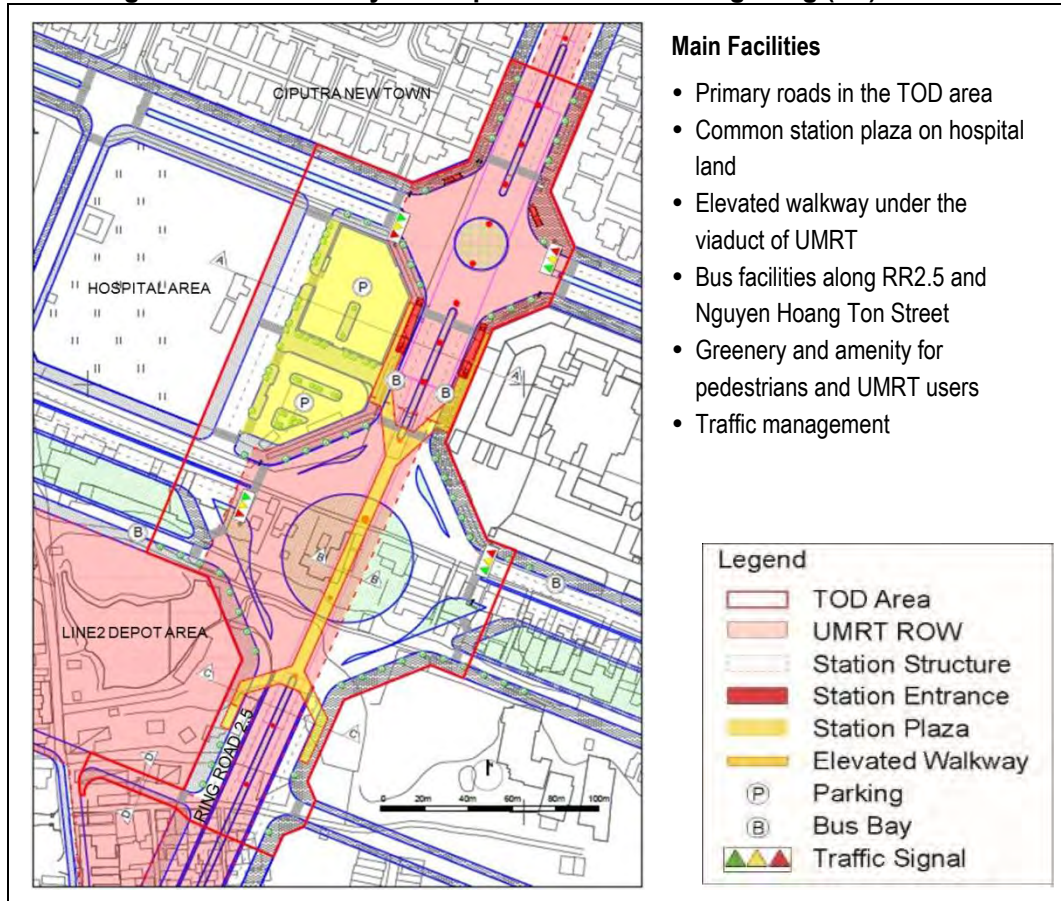 Main Facilities
• Primary roads in the TOD area
• Common station plaza on hospital
land
• Elevated walkway under the
viaduct of UMRT
• Bus facilities along RR2.5 and
Nguyen Hoang Ton Street
• Greenery and amenity for
pedestrians and UMRT users
• Traffic management
CIPUTRA NEW TOWN
A
HOSPITAL AREA
P
A
B
B
P
B
B
B
B
LINE2 DEPOT AREA
C
C
D
D
RING ROAD 2.5
0 20m 40m 60m 80m 100m
Legend
TOD Area
UMRT ROW
Station Structure
Station Entrance
Station Plaza
Elevated Walkway
P Parking
B Bus Bay
Traffic Signal